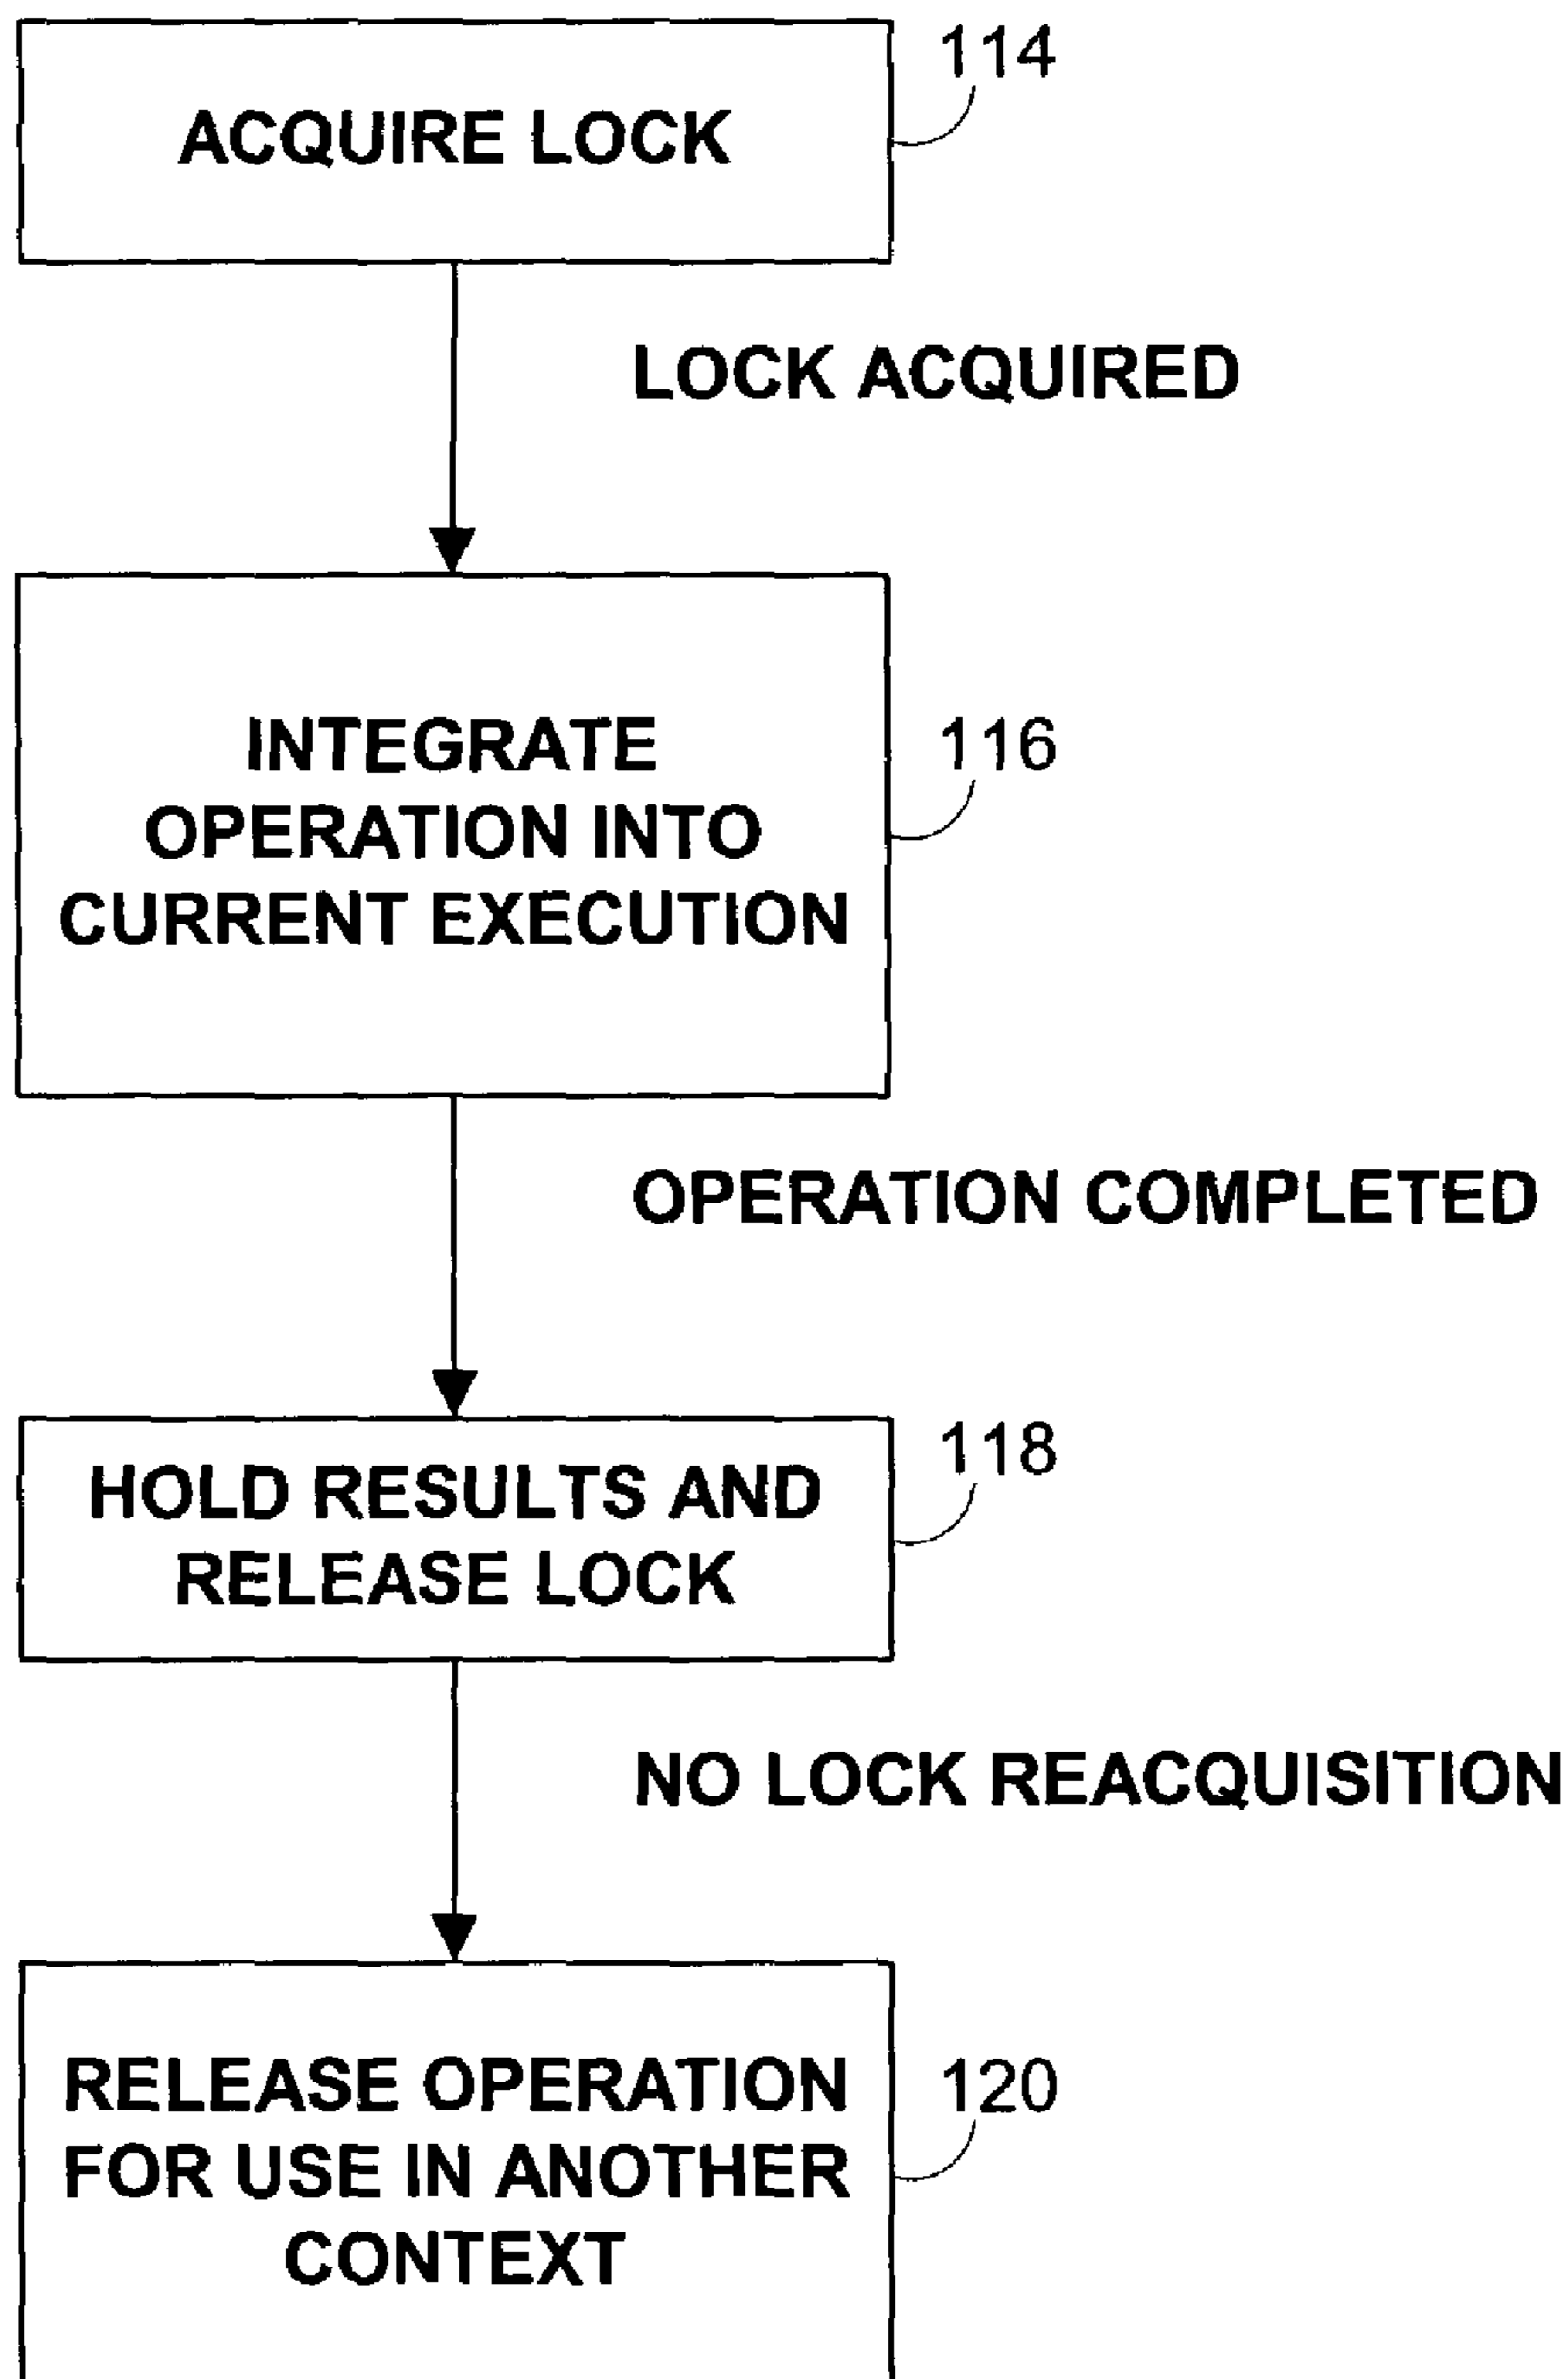 ACQUIRE LOCK
114
LOCK ACQUIRED
INTEGRATE
OPERATION INTO
CURRENT EXECUTION
116
OPERATION COMPLETED
HOLD RESULTS AND
RELEASE LOCK
118
NO LOCK REACQUISITION
RELEASE OPERATION
FOR USE IN ANOTHER
CONTEXT
120